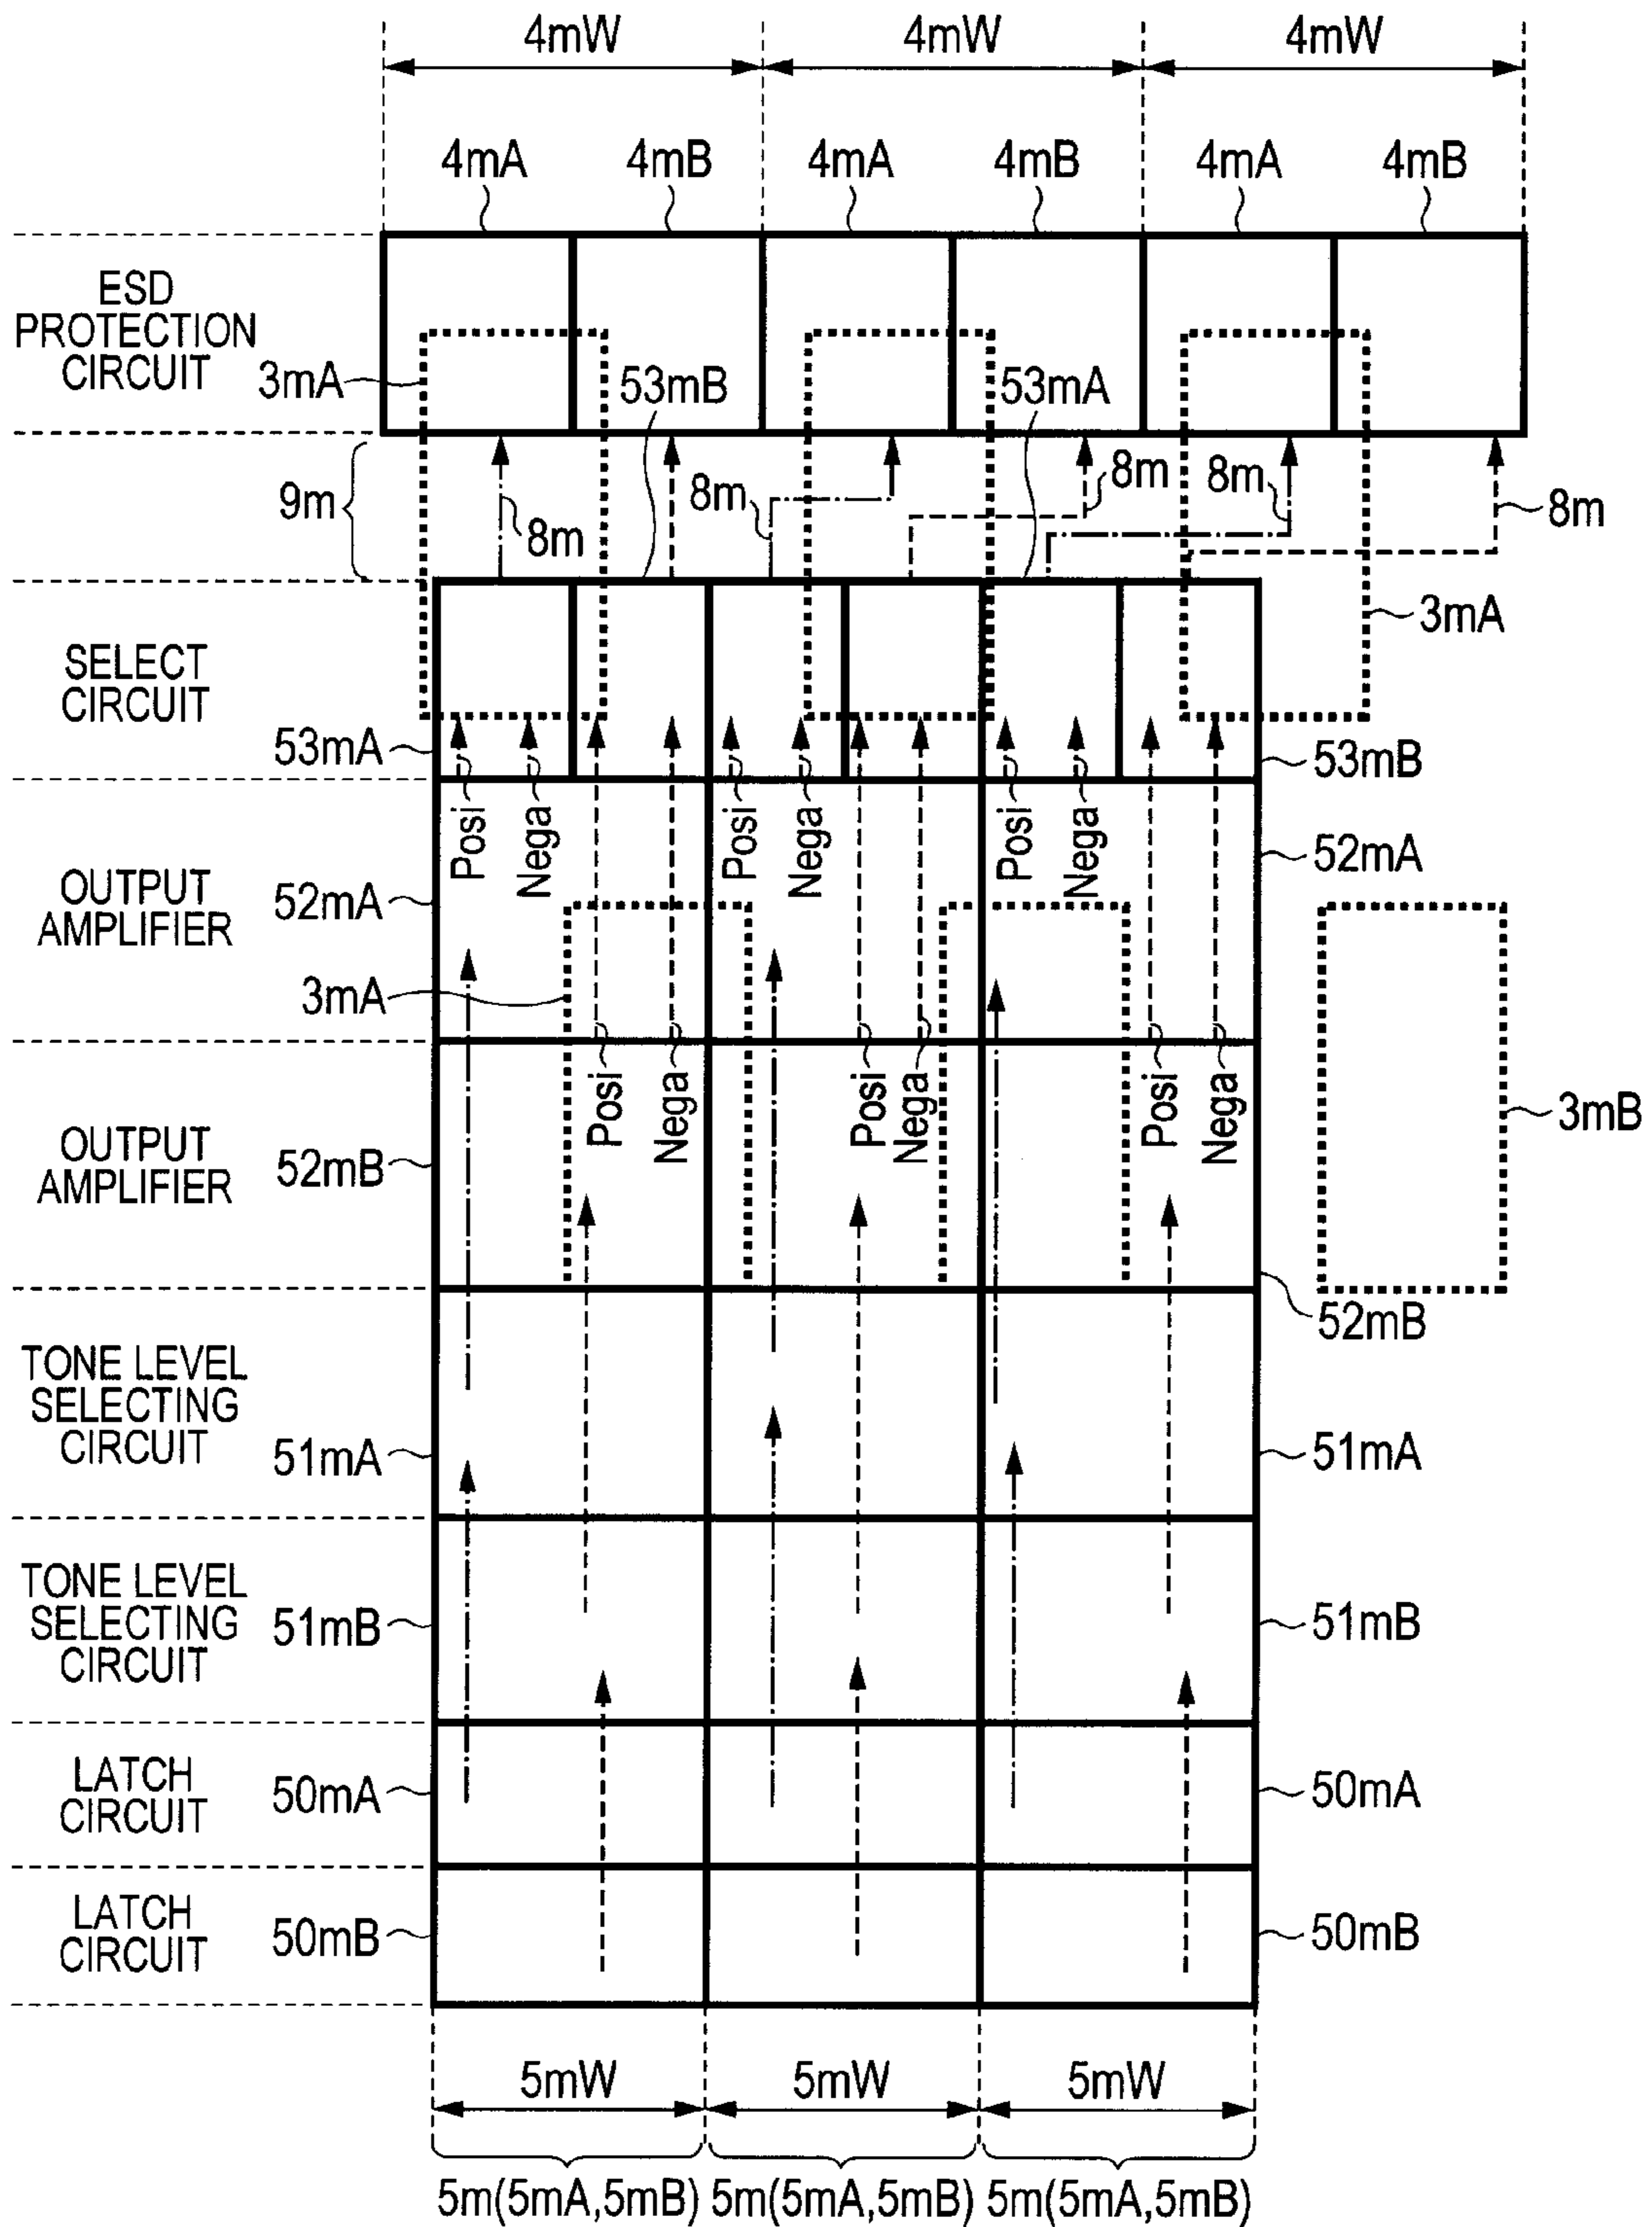 4mW 4mW 4mW
4mA 4mB 4mA 4mB 4mA 4mB
ESD
PROTECTION
CIRCUIT
3mA
53mB
53mA
9m
8m
8m
8m
8m
8m
3mA
SELECT
CIRCUIT
53mA
53mB
Posi Nega Posi Nega Posi Nega
OUTPUT
AMPLIFIER
52mA
52mA
3mA
Posi Nega Posi Nega Posi Nega
3mB
OUTPUT
AMPLIFIER
52mB
52mB
TONE LEVEL
SELECTING
CIRCUIT
51mA
51mA
TONE LEVEL
SELECTING
CIRCUIT
51mB
51mB
LATCH
CIRCUIT
50mA
50mA
LATCH
CIRCUIT
50mB
50mB
5mW 5mW 5mW
5m(5mA,5mB) 5m(5mA,5mB) 5m(5mA,5mB)